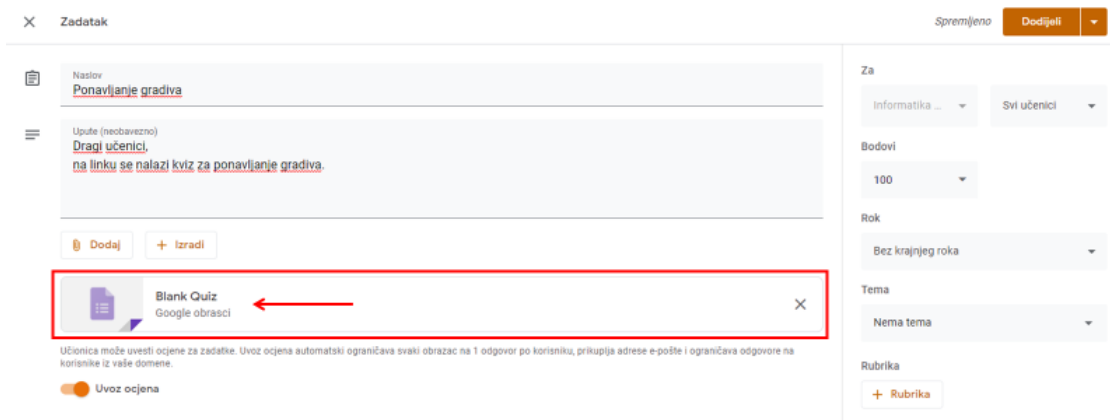 Zadatak
Spremljeno
Dodijeli
Naslov
Ponavljanje gradiva
Upute (neobavezno)
Dragi učenici,
na linku se nalazi kviz za ponavljanje gradiva.
Dodaj
+ Izradi
Blank Quiz
Google obrasci
Učionica može uvesti ocjene za zadatke. Uvoz ocjena automatski ograničava svaki obrazac na 1 odgovor po korisniku, prikuplja adrese e-pošte i ograničava odgovore na
korisnike iz vaše domene.
Uvoz ocjena
Za
Informatika ...
Svi učenici
Bodovi
100
Rok
Bez krajnjeg roka
Tema
Nema tema
Rubrika
+ Rubrika